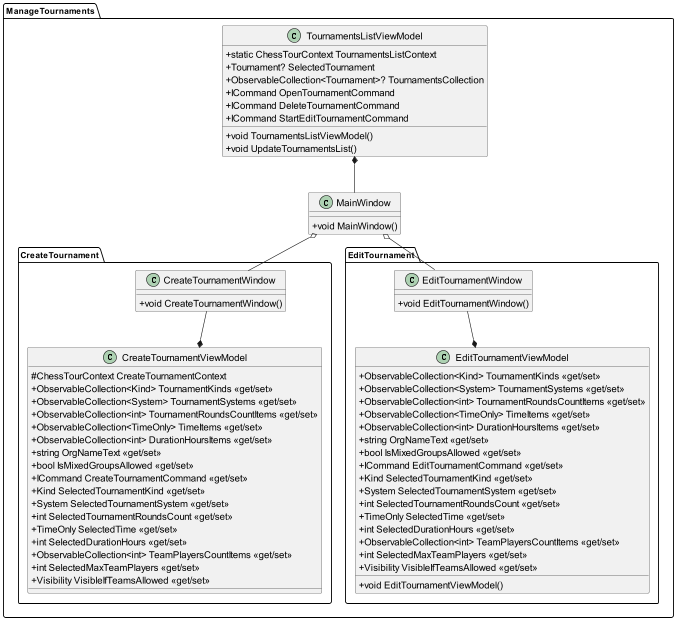 ManageTournaments
C TournamentsListViewModel
+static ChessTourContext TournamentsListContext
+Tournament? SelectedTournament
+ObservableCollection<Tournament>? TournamentsCollection
+ICommand OpenTournamentCommand
+ICommand DeleteTournamentCommand
+ICommand StartEditTournamentCommand
+void TournamentsListViewModel()
+void UpdateTournamentsList()
C MainWindow
+void MainWindow()
CreateTournament
C CreateTournamentWindow
+void CreateTournamentWindow()
C CreateTournamentViewModel
#ChessTourContext CreateTournamentContext
+ObservableCollection<Kind> TournamentKinds «get/set»
+ObservableCollection<System> TournamentSystems «get/set»
+ObservableCollection<int> TournamentRoundsCountItems «get/set»
+ObservableCollection<TimeOnly> TimeItems «get/set»
+ObservableCollection<int> DurationHoursItems «get/set»
+string OrgNameText «get/set»
+bool IsMixedGroupsAllowed «get/set»
+ICommand CreateTournamentCommand «get/set»
+Kind SelectedTournamentKind «get/set»
+System SelectedTournamentSystem «get/set»
+int SelectedTournamentRoundsCount «get/set»
+TimeOnly SelectedTime «get/set»
+int SelectedDurationHours «get/set»
+ObservableCollection<int> TeamPlayersCountItems «get/set»
+int SelectedMaxTeamPlayers «get/set»
+Visibility VisibleIfTeamsAllowed «get/set»
EditTournament
C EditTournamentWindow
+void EditTournamentWindow()
C EditTournamentViewModel
+ObservableCollection<Kind> TournamentKinds «get/set»
+ObservableCollection<System> TournamentSystems «get/set»
+ObservableCollection<int> TournamentRoundsCountItems «get/set»
+ObservableCollection<TimeOnly> TimeItems «get/set»
+ObservableCollection<int> DurationHoursItems «get/set»
+string OrgNameText «get/set»
+bool IsMixedGroupsAllowed «get/set»
+ICommand EditTournamentCommand «get/set»
+Kind SelectedTournamentKind «get/set»
+System SelectedTournamentSystem «get/set»
+int SelectedTournamentRoundsCount «get/set»
+TimeOnly SelectedTime «get/set»
+int SelectedDurationHours «get/set»
+ObservableCollection<int> TeamPlayersCountItems «get/set»
+int SelectedMaxTeamPlayers «get/set»
+Visibility VisibleIfTeamsAllowed «get/set»
+void EditTournamentViewModel()